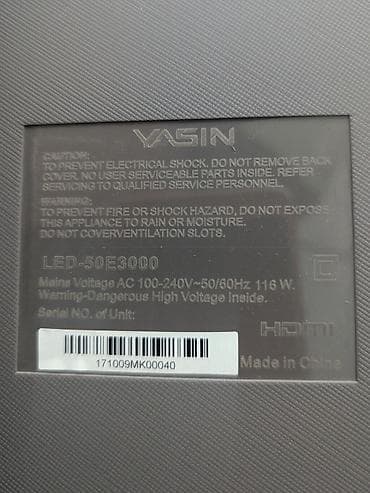 YASIN
CAUTION:
TO PREVENT ELECTRICAL SHOCK. DO NOT REMOVE BACK
COVER. NO USER SERVICEABLE PARTS INSIDE. REFER
SERVICING TO QUALIFIED SERVICE PERSONNEL.
WARNING:
TO PREVENT FIRE OR SHOCK HAZARD, DO NOT EXPOSE
THIS APPLIANCE TO RAIN OR MOISTURE.
DO NOT COVERVENTILATION SLOTS.
LED-50E3000
Mains Voltage AC 100-240V~50/60Hz 116 W.
Warning-Dangerous High Voltage Inside.
Serial NO. of Unit:
HDMI
171009MK00040
Made in China